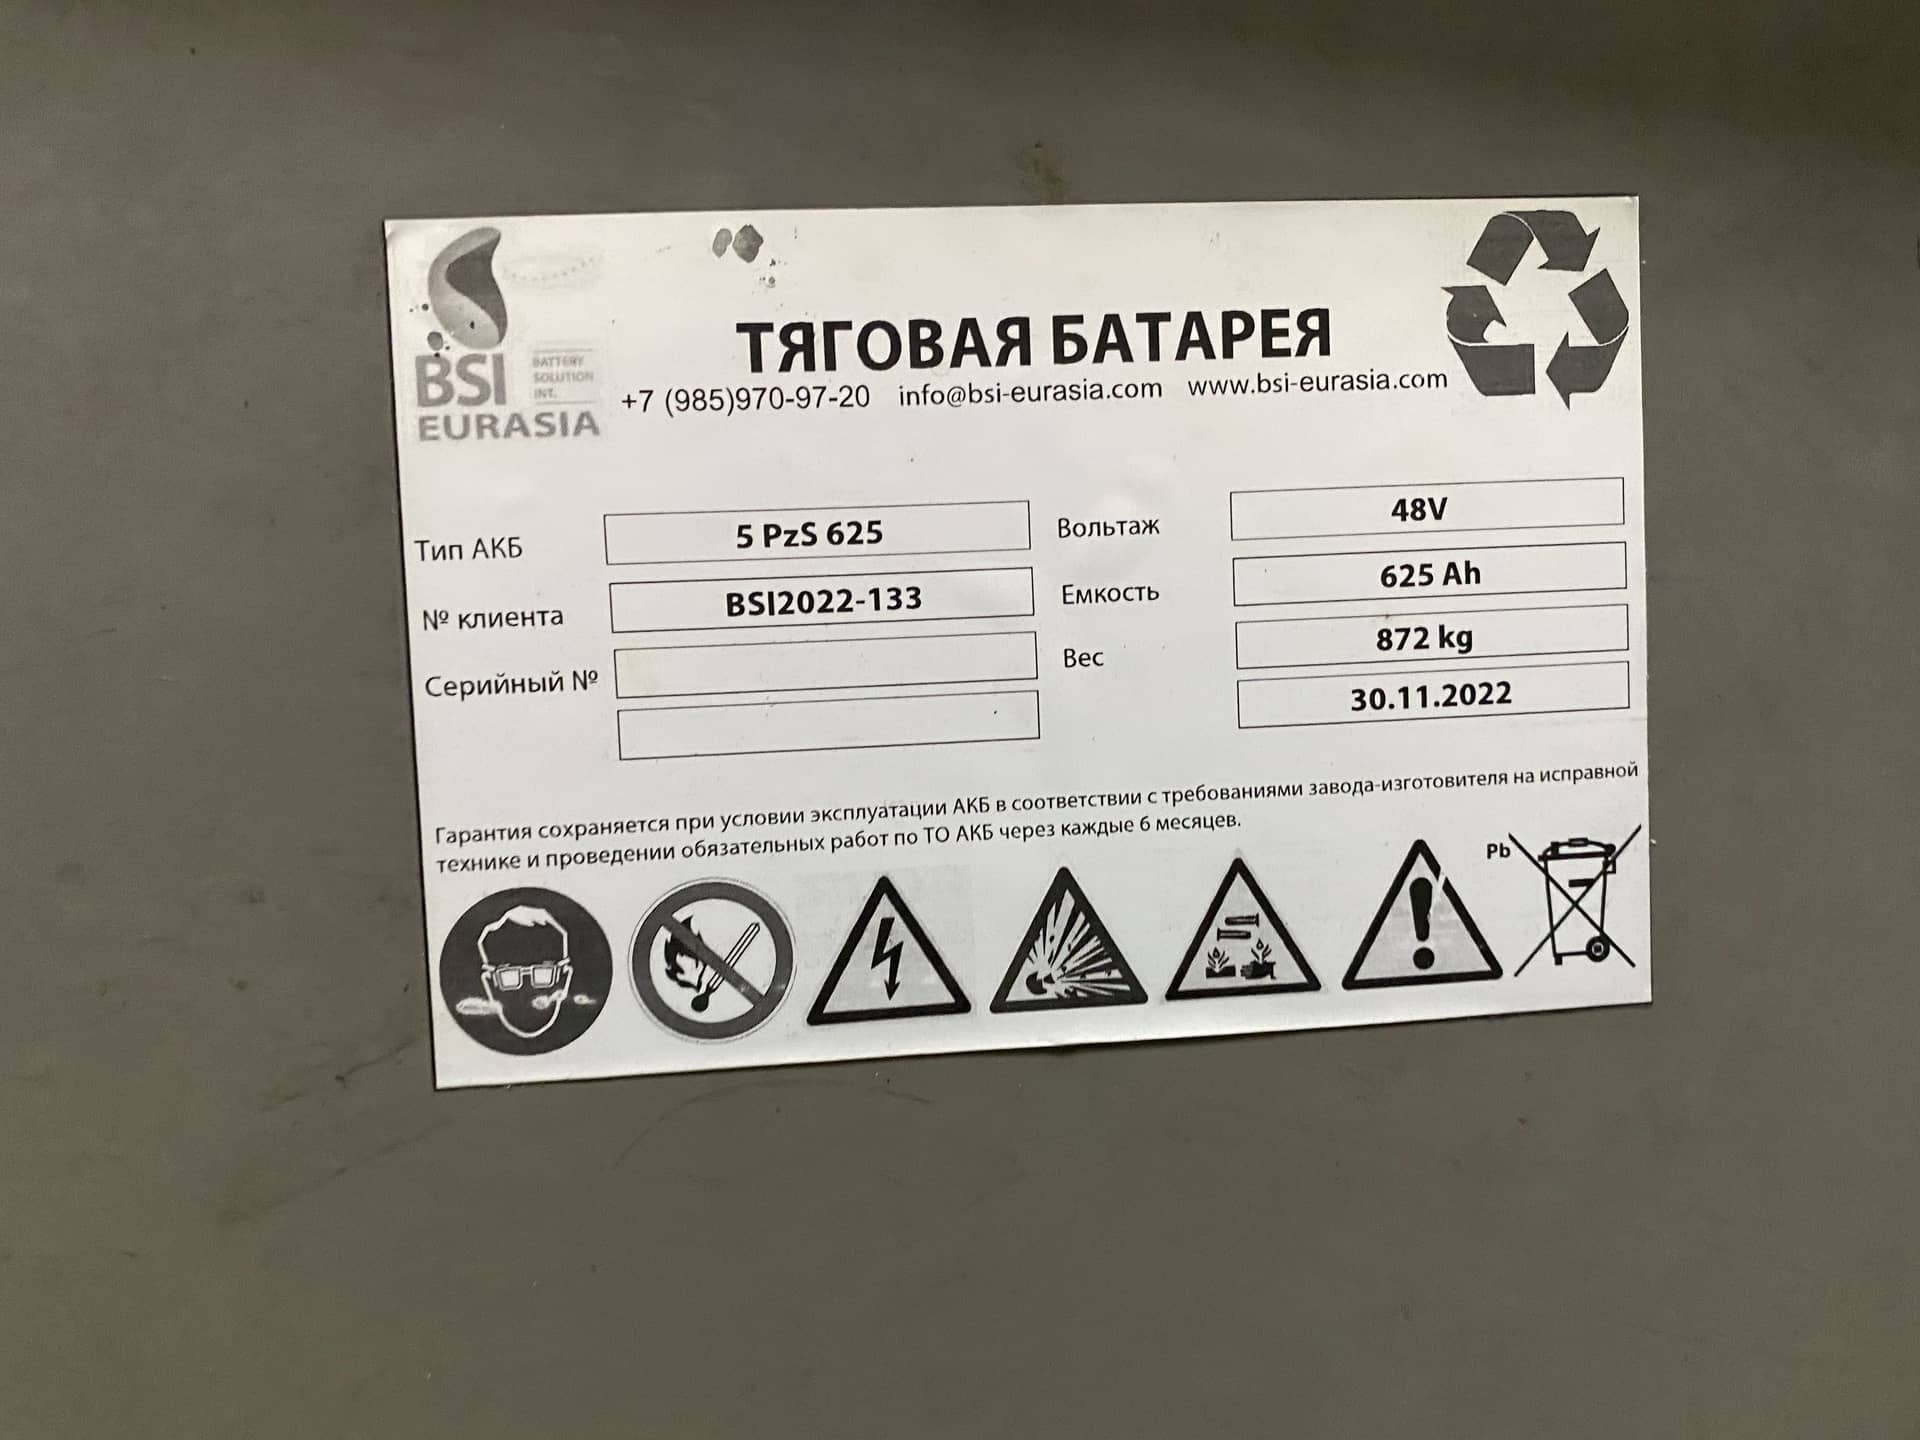 BSI
BATTERY
SOLUTION
INT.
EURASIA
ТЯГОВАЯ БАТАРЕЯ
+7 (985)970-97-20 info@bsi-eurasia.com www.bsi-eurasia.com
Тип АКБ 5 PzS 625 Вольтаж 48V
№ клиента BSI2022-133 Емкость 625 Ah
Серийный № Вес 872 kg
30.11.2022
Гарантия сохраняется при условии эксплуатации АКБ в соответствии с требованиями завода-изготовителя на исправной
технике и проведении обязательных работ по ТО АКБ через каждые 6 месяцев.
Pb